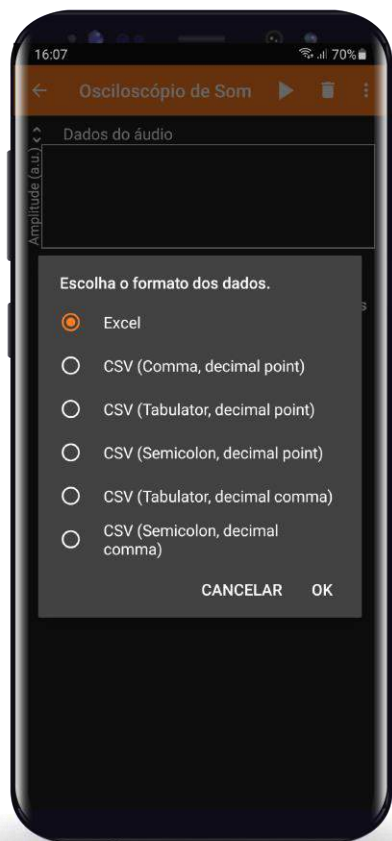 16:07
70%
Osciloscópio de Som
Dados do áudio
Amplitude (a.u.)
Escolha o formato dos dados.
s
Excel
CSV (Comma, decimal point)
CSV (Tabulator, decimal point)
CSV (Semicolon, decimal point)
CSV (Tabulator, decimal comma)
CSV (Semicolon, decimal
comma)
CANCELAR OK